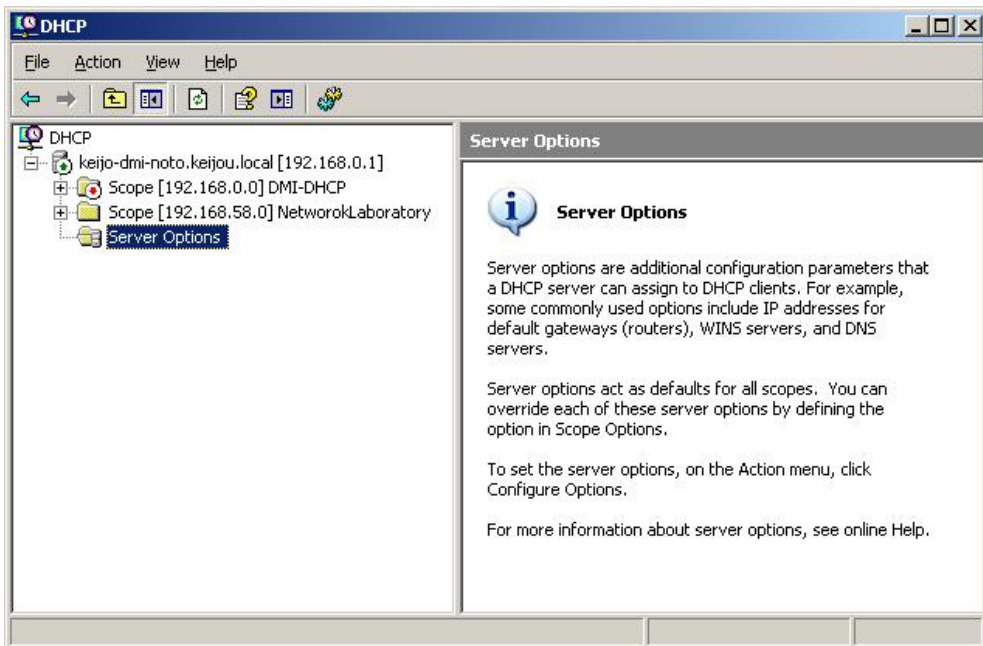 DHCP
File Action View Help
DHCP
keijo-dmi-noto.keijou.local [192.168.0.1]
Scope [192.168.0.0] DMI-DHCP
Scope [192.168.58.0] NetworokLaboratory
Server Options
Server Options
Server Options
Server options are additional configuration parameters that
a DHCP server can assign to DHCP clients. For example,
some commonly used options include IP addresses for
default gateways (routers), WINS servers, and DNS
servers.
Server options act as defaults for all scopes. You can
override each of these server options by defining the
option in Scope Options.
To set the server options, on the Action menu, click
Configure Options.
For more information about server options, see online Help.